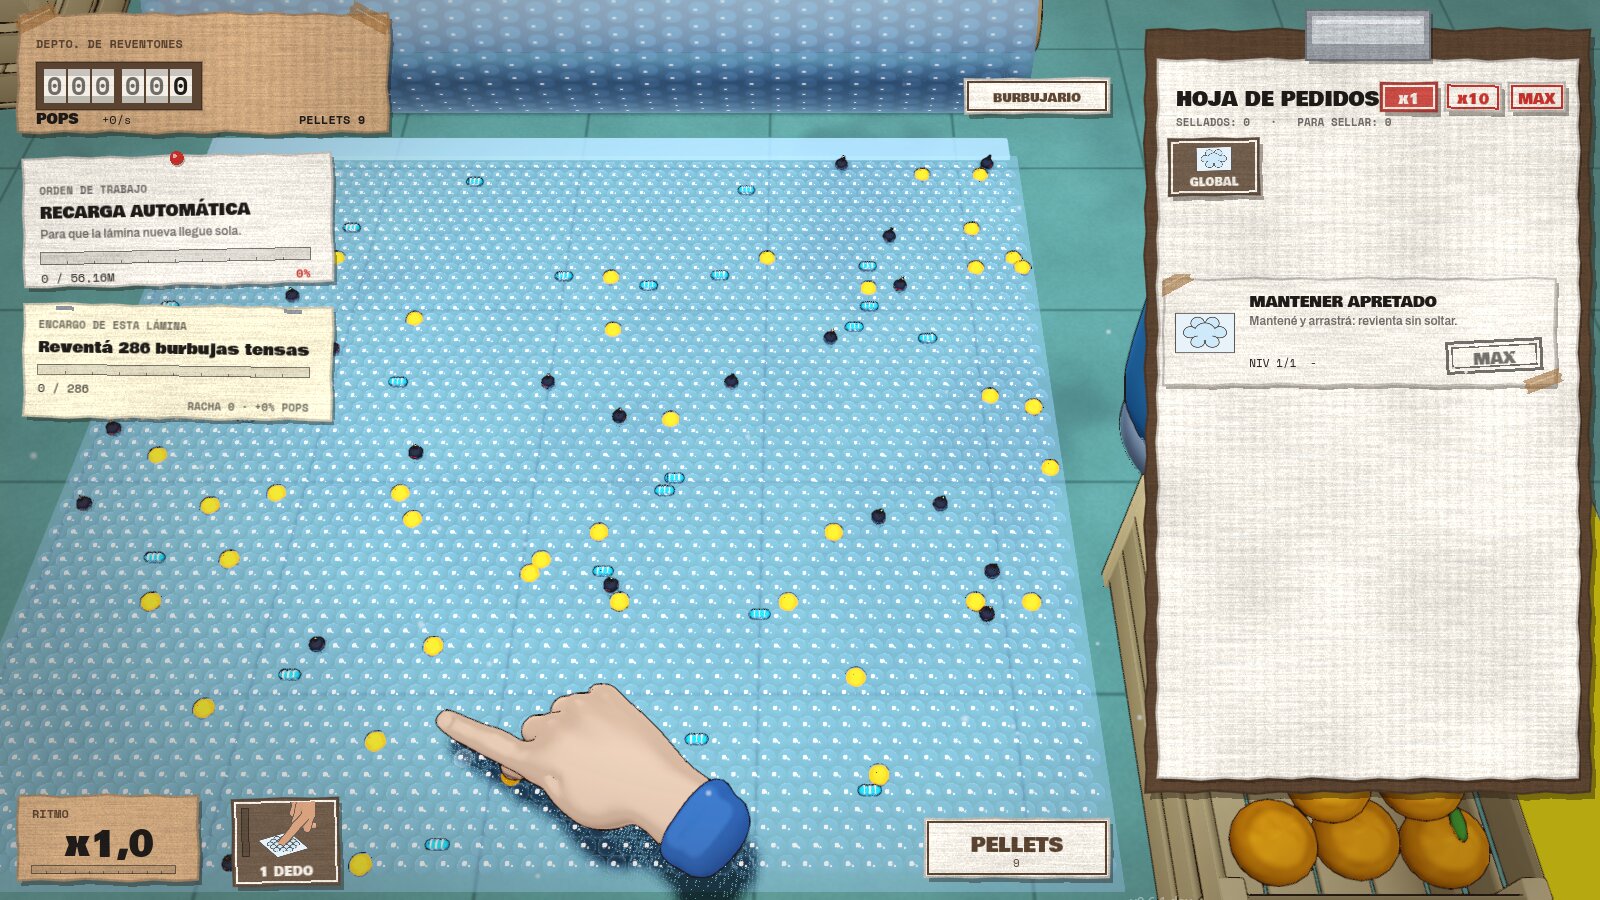 DEPTO. DE REVENTONES
000 000
POPS +0/s PELLETS 9
ORDEN DE TRABAJO
RECARGA AUTOMÁTICA
Para que la lámina nueva llegue sola.
0 / 56.16M 0%
ENCARGO DE ESTA LÁMINA
Reventá 286 burbujas tensas
0 / 286
RACHA 0 - +0% POPS
BURBUJARIO
HOJA DE PEDIDOS x1 x10 MAX
SELLADOS: 0 · PARA SELLAR: 0
GLOBAL
MANTENER APRETADO
Mantené y arrastrá: revienta sin soltar.
NIV 1/1 - MAX
RITMO
x1,0
1 DEDO
PELLETS
9